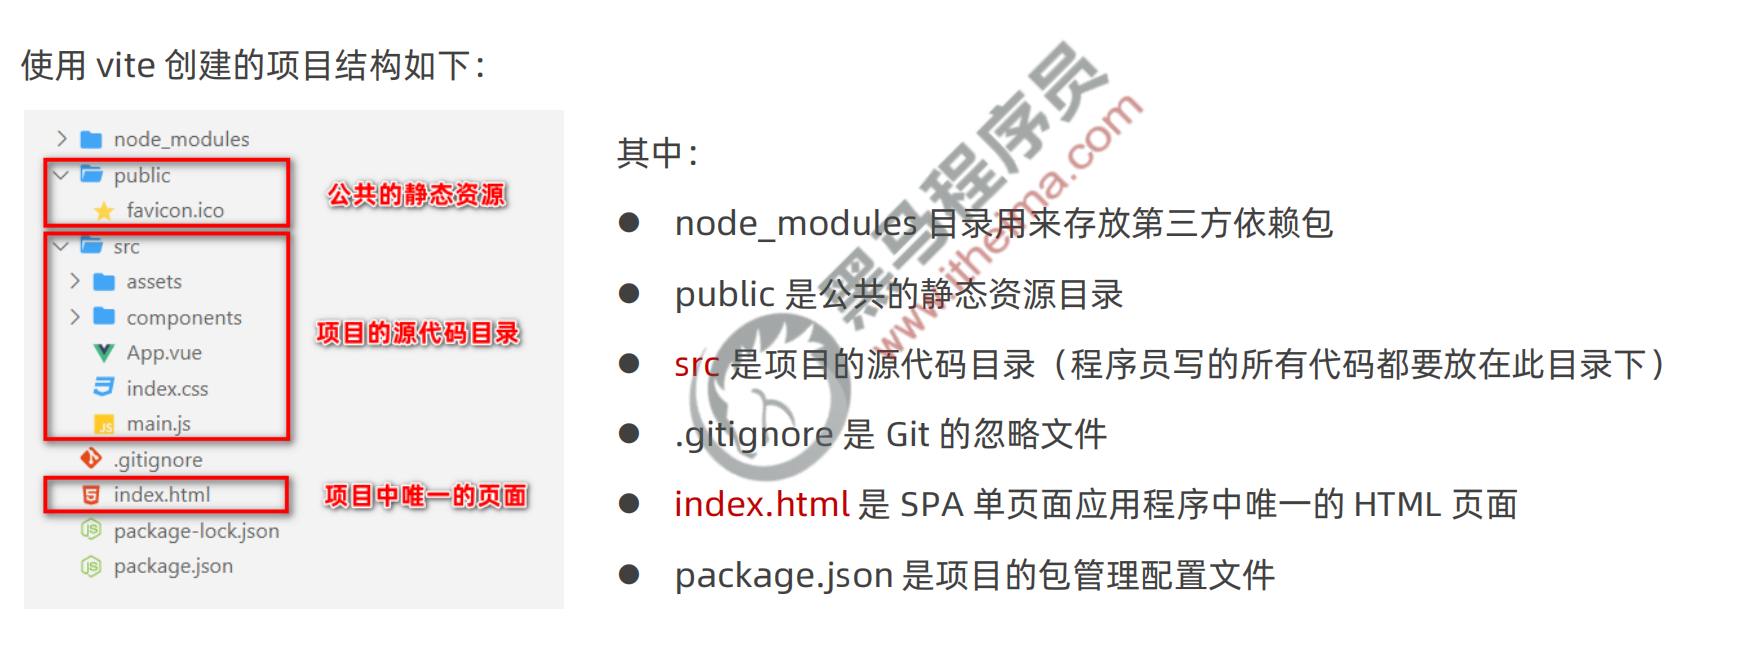 使用 vite 创建的项目结构如下：
node_modules
public
favicon.ico
公共的静态资源
src
assets
components
App.vue
index.css
main.js
项目的源代码目录
.gitignore
index.html
项目中唯一的页面
package-lock.json
package.json
其中：
● node_modules 目录用来存放第三方依赖包
● public 是公共的静态资源目录
● src 是项目的源代码目录（程序员写的所有代码都要放在此目录下）
● .gitignore 是 Git 的忽略文件
● index.html 是 SPA 单页面应用程序中唯一的 HTML 页面
● package.json 是项目的包管理配置文件
黑马程序员
www.itheima.com